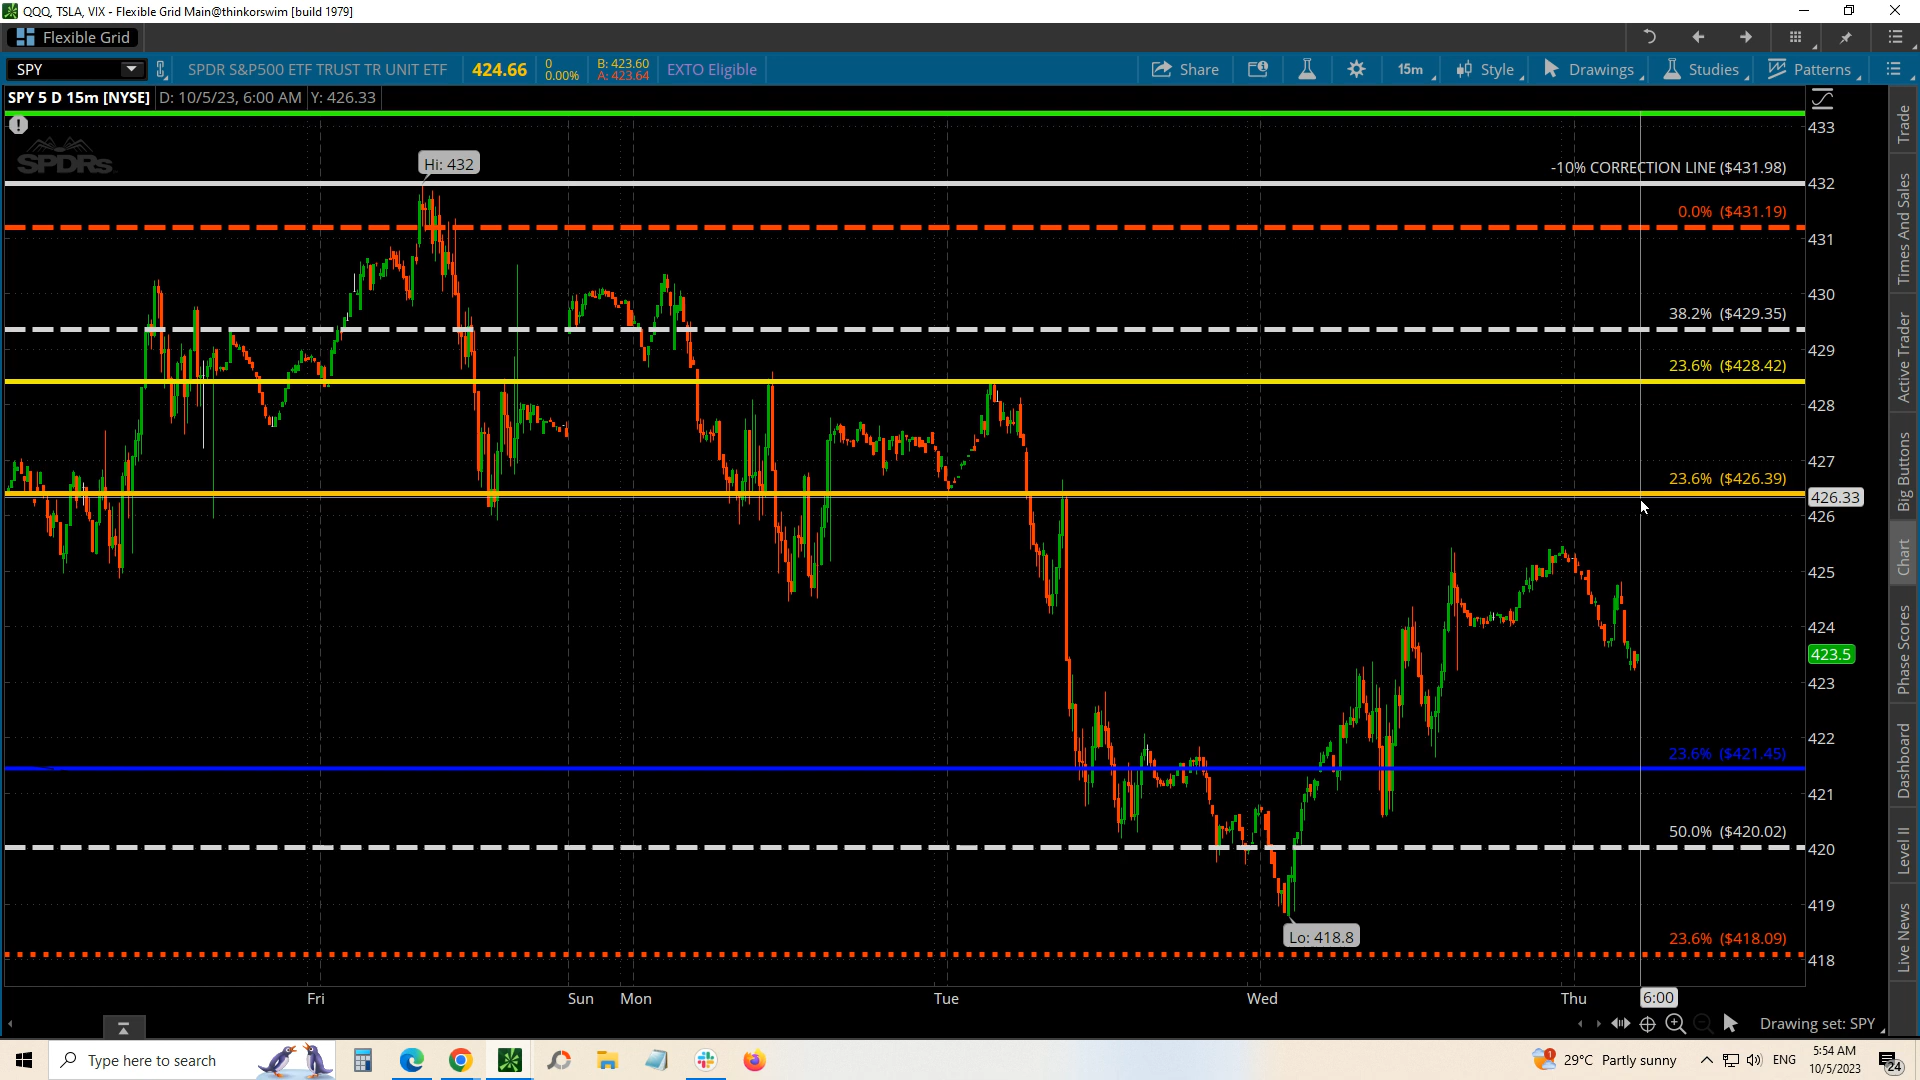 QQQ, TSLA, VIX - Flexible Grid Main@thinkorswim [build 1979]
Flexible Grid
SPY
SPDR S&P500 ETF TRUST TR UNIT ETF
424.66
0
0.00%
B: 423.60
A: 423.64
EXTO Eligible
Share
15m
Style
Drawings
Studies
Patterns
SPY 5 D 15m [NYSE] D: 10/5/23, 6:00 AM Y: 426.33
SPDRs
Hi: 432
-10% CORRECTION LINE ($431.98)
0.0% ($431.19)
38.2% ($429.35)
23.6% ($428.42)
23.6% ($426.39)
23.6% ($421.45)
50.0% ($420.02)
Lo: 418.8
23.6% ($418.09)
433
432
431
430
429
428
427
426.33
426
425
424
423.5
423
422
421
420
419
418
Trade
Times And Sales
Active Trader
Big Buttons
Chart
Phase Scores
Dashboard
Level II
Live News
Fri
Sun
Mon
Tue
Wed
Thu
6:00
Drawing set: SPY
Type here to search
29°C Partly sunny
ENG
5:54 AM
10/5/2023
24